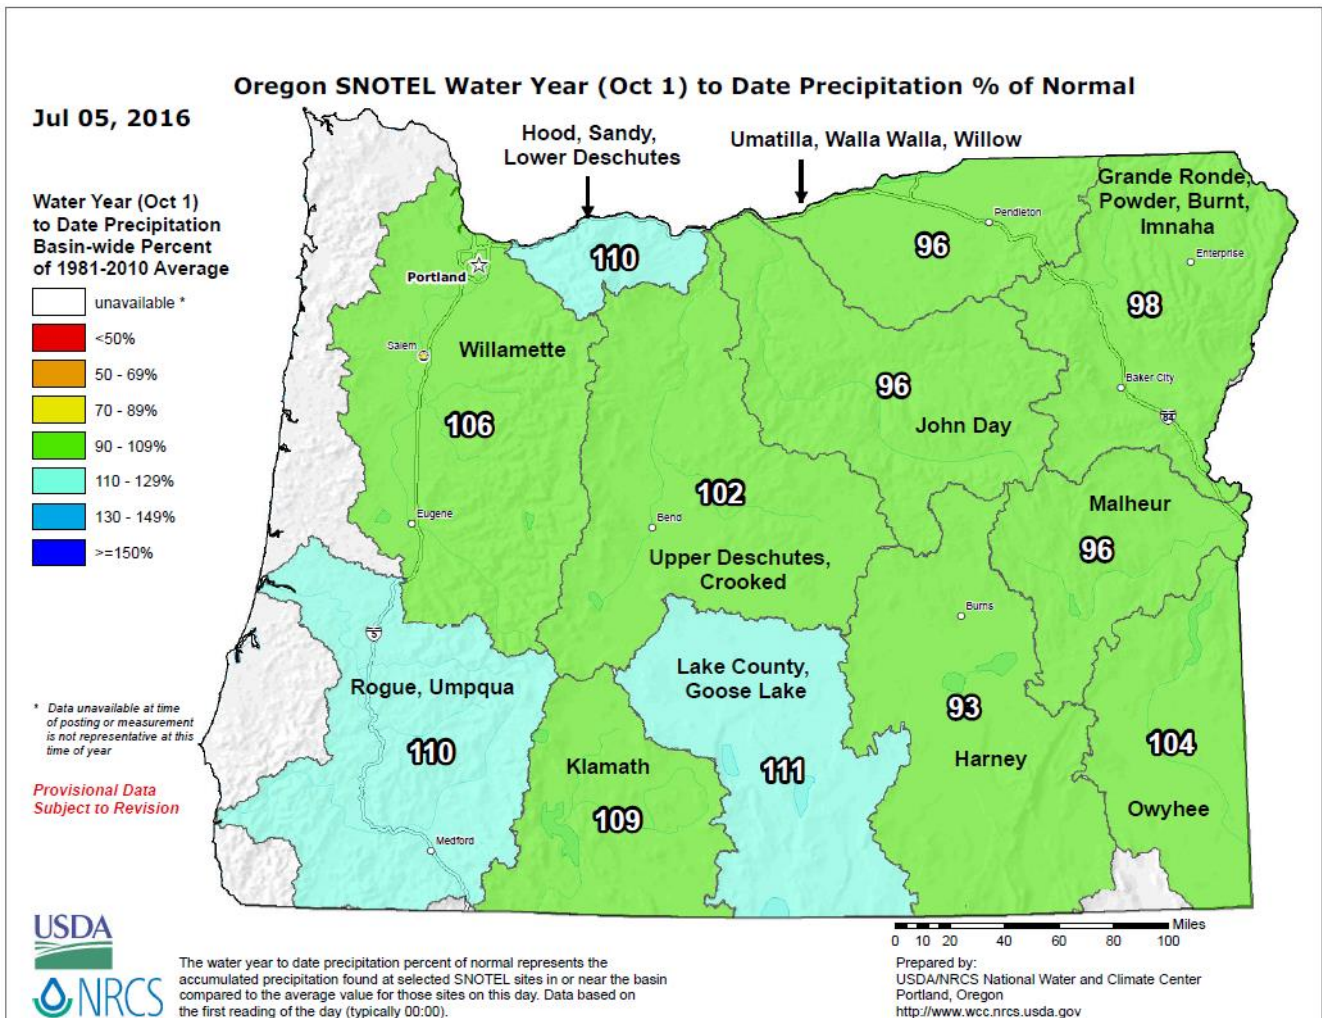 Oregon SNOTEL Water Year (Oct 1) to Date Precipitation % of Normal
Jul 05, 2016
Water Year (Oct 1)
to Date Precipitation
Basin-wide Percent
of 1981-2010 Average
unavailable *
<50%
50 - 69%
70 - 89%
90 - 109%
110 - 129%
130 - 149%
>=150%
* Data unavailable at time
of posting or measurement
is not representative at this
time of year
Provisional Data
Subject to Revision
Hood, Sandy,
Lower Deschutes
110
Umatilla, Walla Walla, Willow
96
Pendleton
Grande Ronde,
Powder, Burnt,
Imnaha
Enterprise
98
Baker City
84
Portland
Salem
Willamette
106
Eugene
96
John Day
102
Bend
Upper Deschutes,
Crooked
Malheur
96
Burns
5
Rogue, Umpqua
110
Medford
Klamath
109
Lake County,
Goose Lake
111
93
Harney
104
Owyhee
Miles
0 10 20 40 60 80 100
USDA
NRCS
The water year to date precipitation percent of normal represents the
accumulated precipitation found at selected SNOTEL sites in or near the basin
compared to the average value for those sites on this day. Data based on
the first reading of the day (typically 00:00).
Prepared by:
USDA/NRCS National Water and Climate Center
Portland, Oregon
http://www.wcc.nrcs.usda.gov